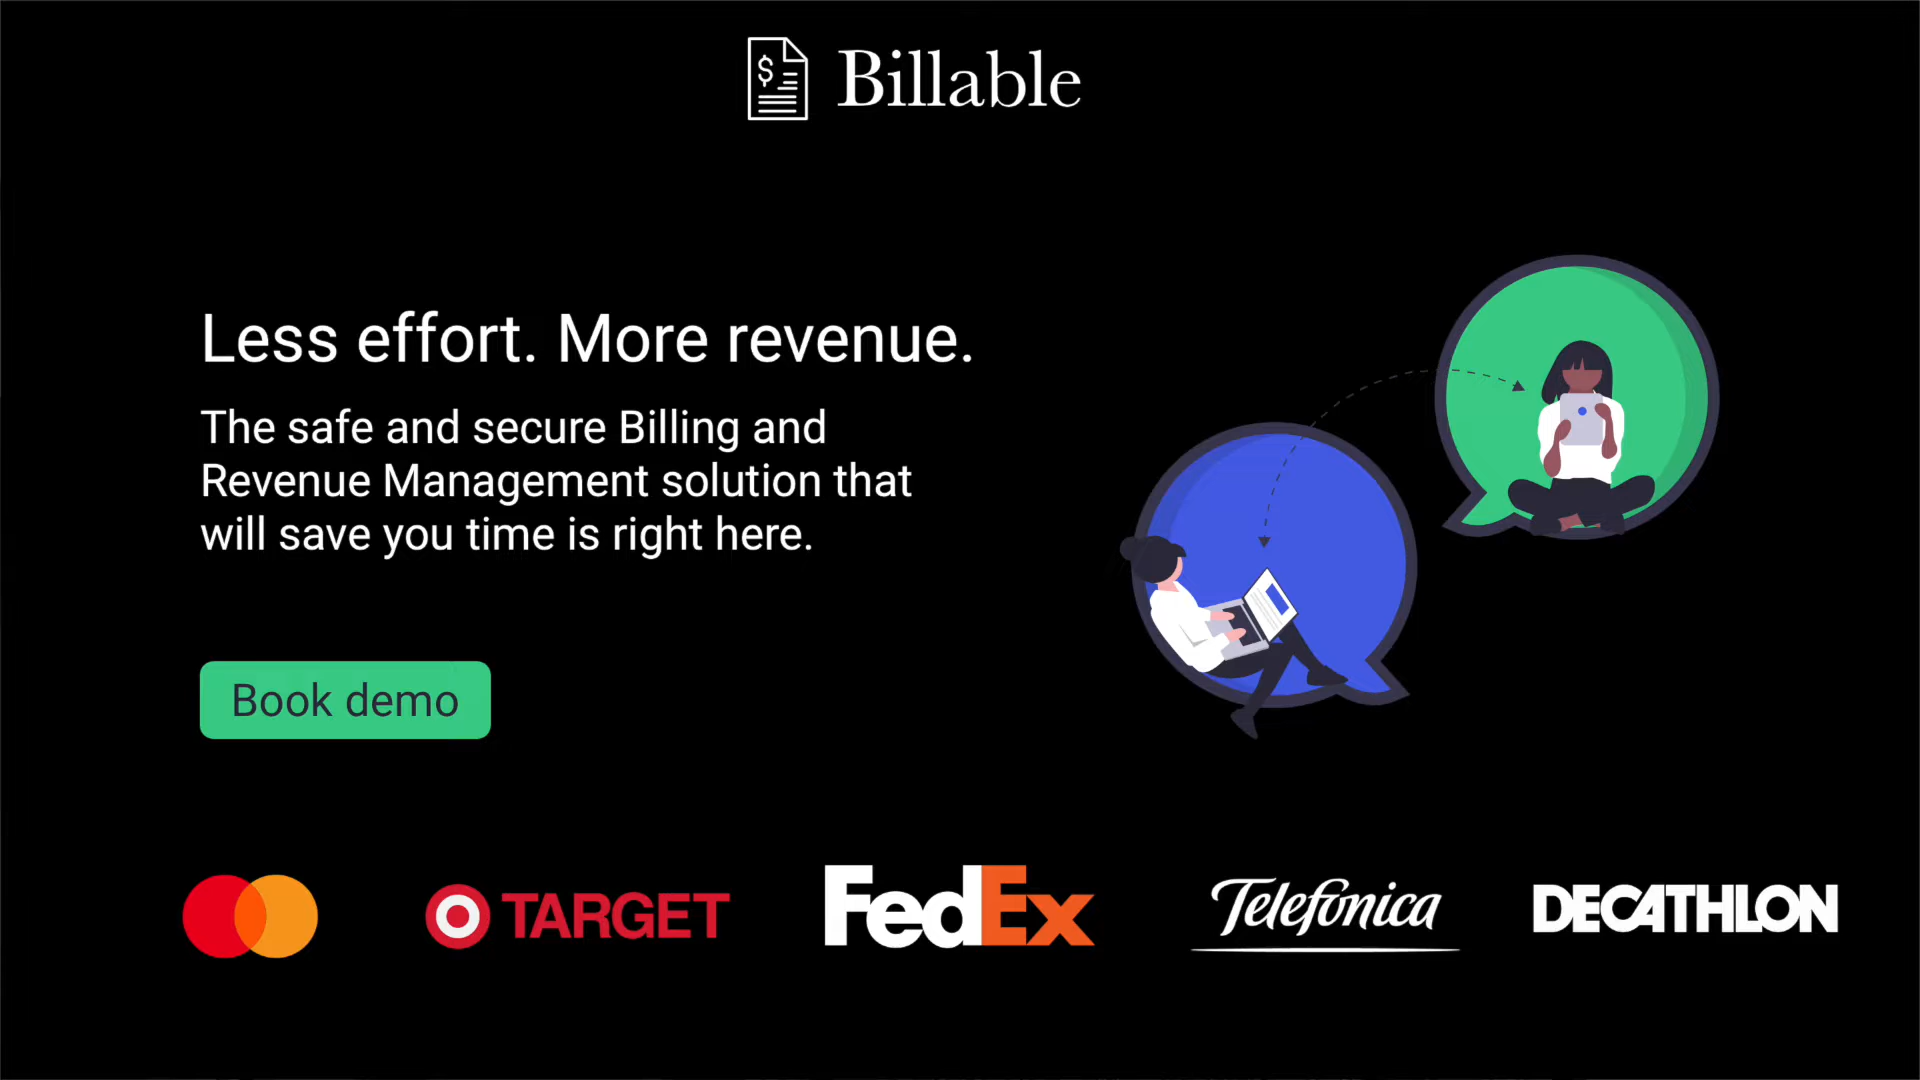 $
Billable
Less effort. More revenue.
The safe and secure Billing and
Revenue Management solution that
will save you time is right here.
Book demo
TARGET
FedEx
Telefónica
DECATHLON